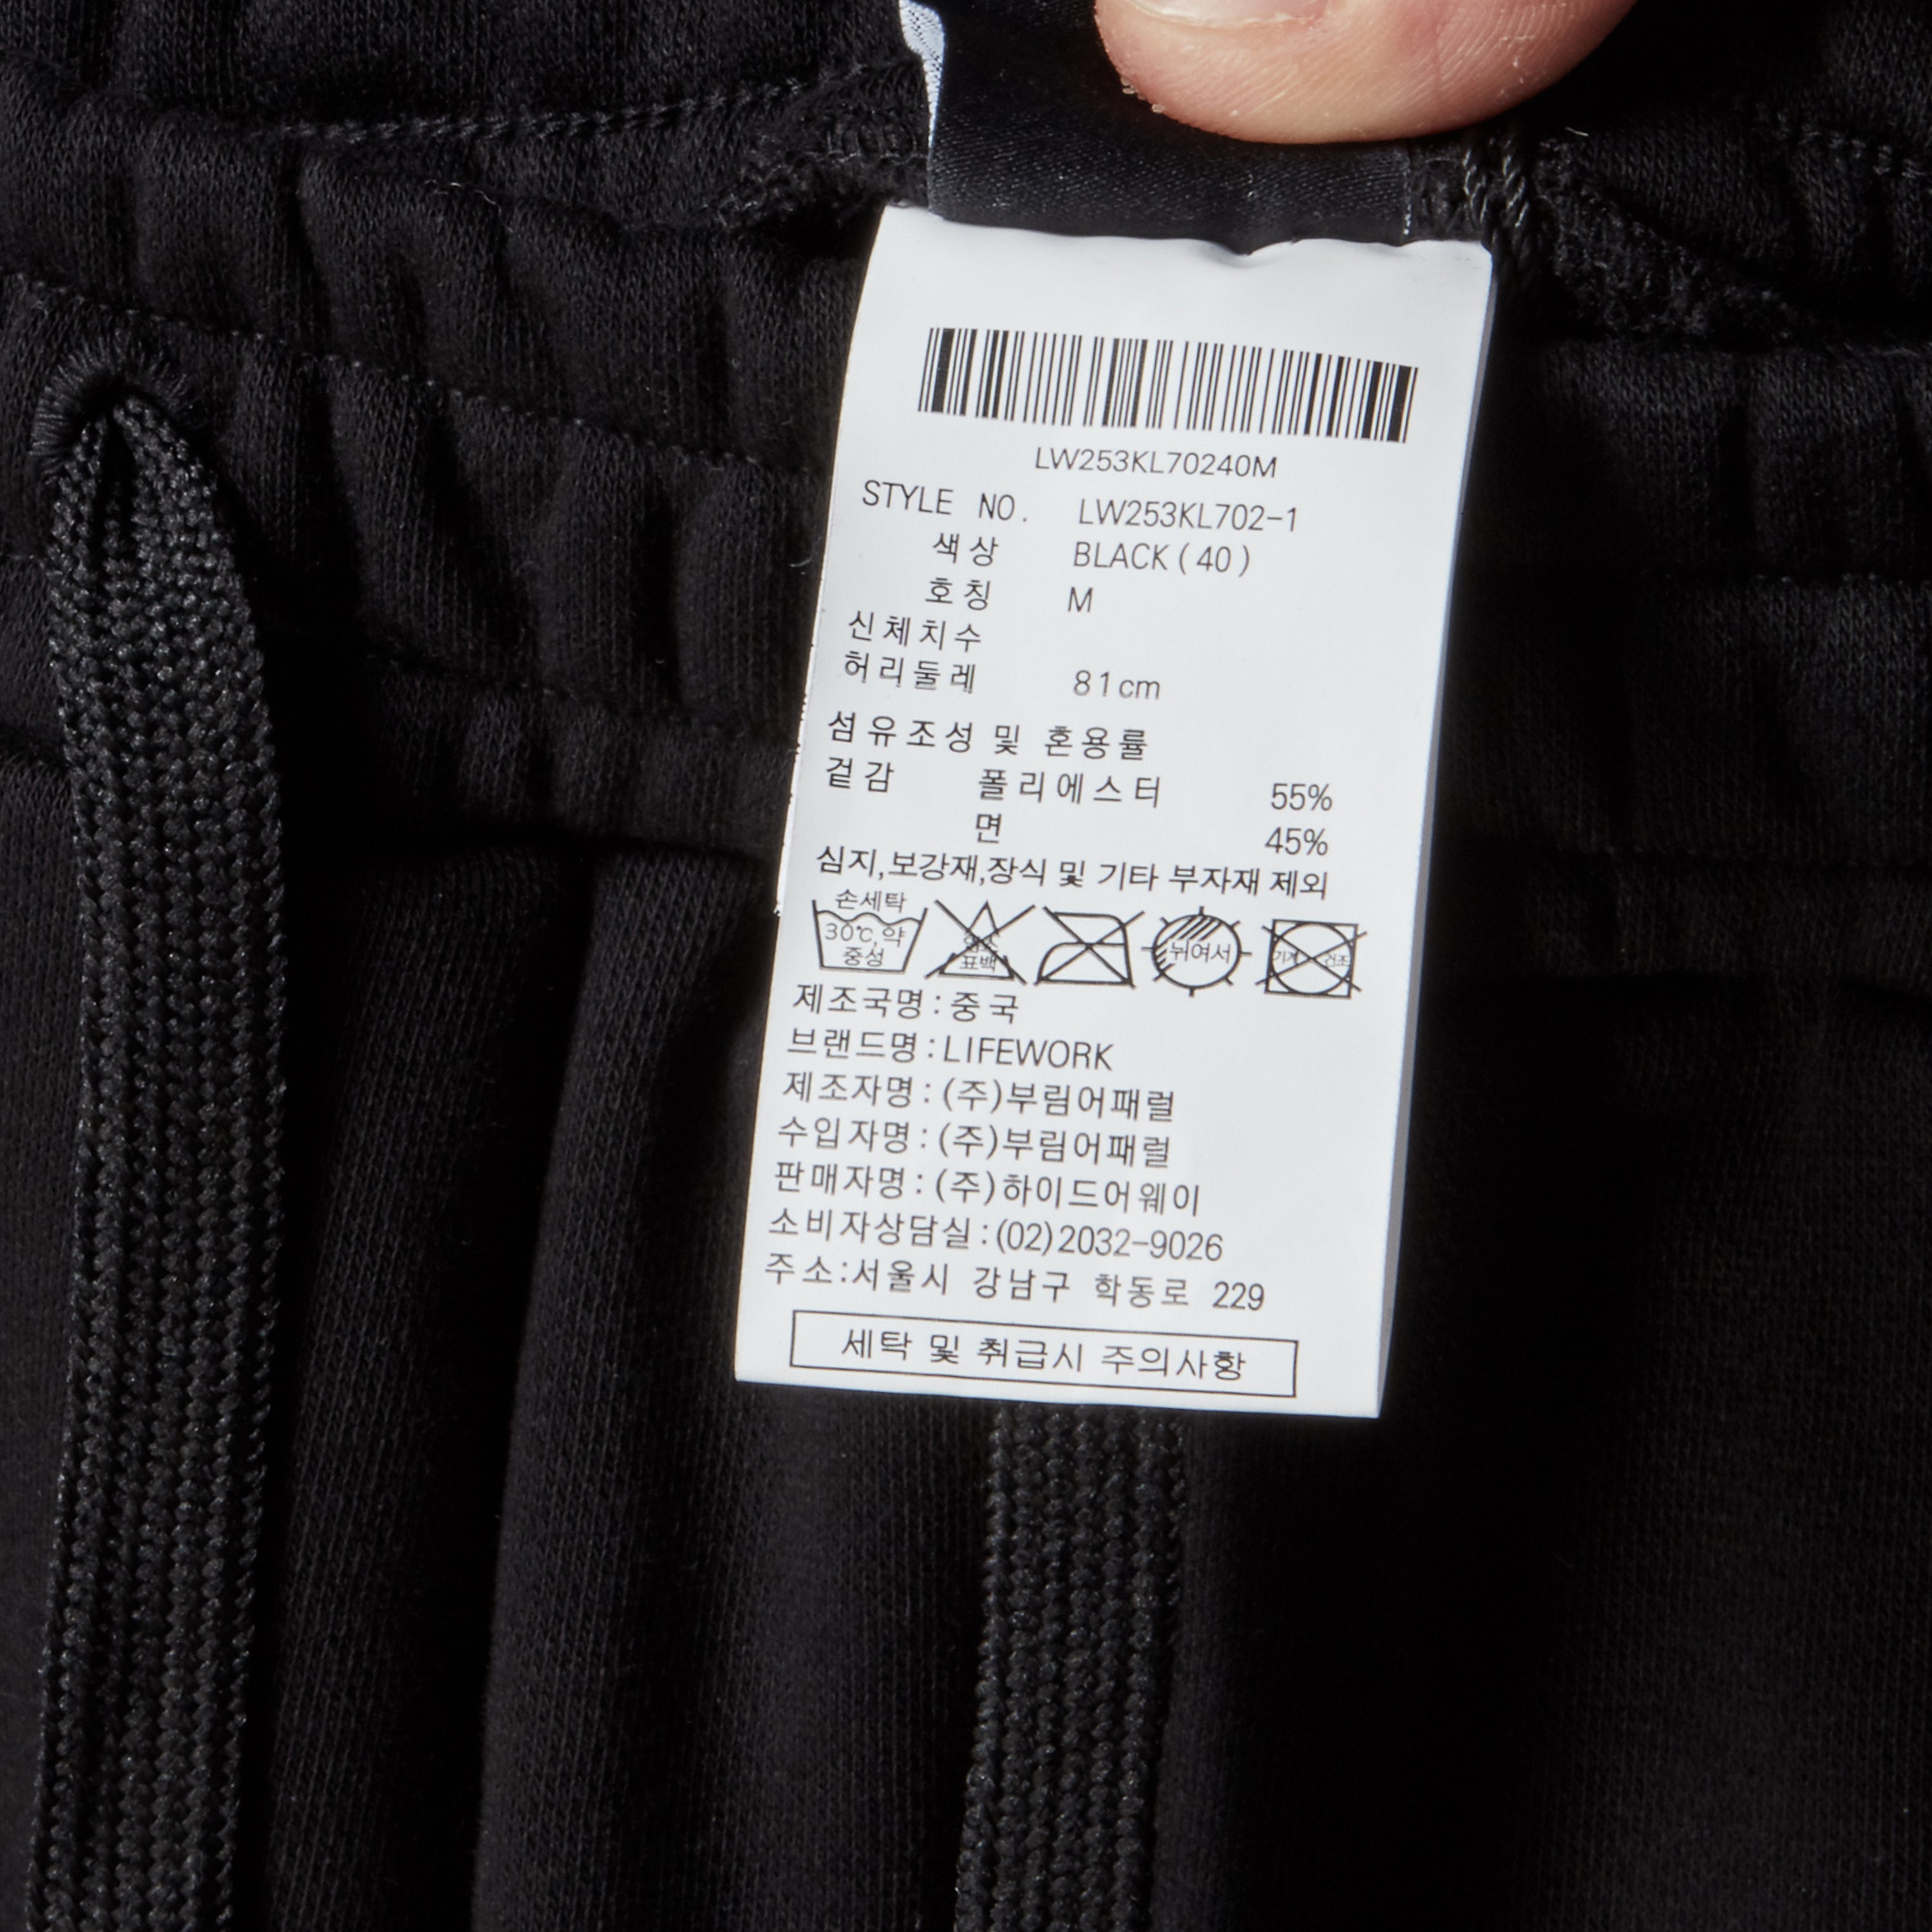 LW253KL70240M
STYLE NO. LW253KL702-1
색상 BLACK(40)
호칭 M
신체치수
허리둘레 81cm
섬유조성 및 혼용률
겉감 폴리에스터 55%
면 45%
심지,보강재,장식 및 기타 부자재 제외
손세탁
30℃,약
중성
표백
뉘여서
기계 건조
제조국명:중국
브랜드명:LIFEWORK
제조자명:(주)부림어패럴
수입자명:(주)부림어패럴
판매자명:(주)하이드어웨이
소비자상담실:(02)2032-9026
주소:서울시 강남구 학동로 229
세탁 및 취급시 주의사항